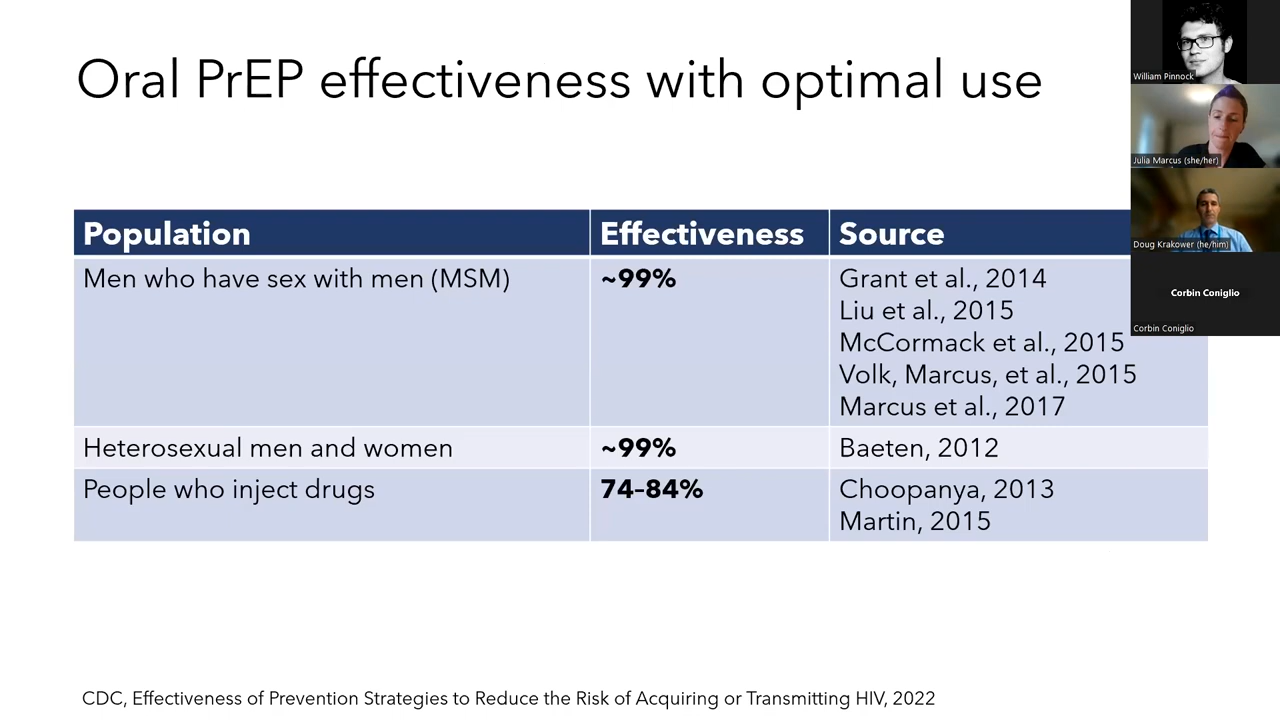 Oral PrEP effectiveness with optimal use
Population Effectiveness Source
Men who have sex with men (MSM) ~99% Grant et al., 2014
Liu et al., 2015
McCormack et al., 2015
Volk, Marcus, et al., 2015
Marcus et al., 2017
Heterosexual men and women ~99% Baeten, 2012
People who inject drugs 74–84% Choopanya, 2013
Martin, 2015
CDC, Effectiveness of Prevention Strategies to Reduce the Risk of Acquiring or Transmitting HIV, 2022
William Pinnock
Julia Marcus (she/her)
Doug Krakower (he/him)
Corbin Coniglio
Corbin Coniglio